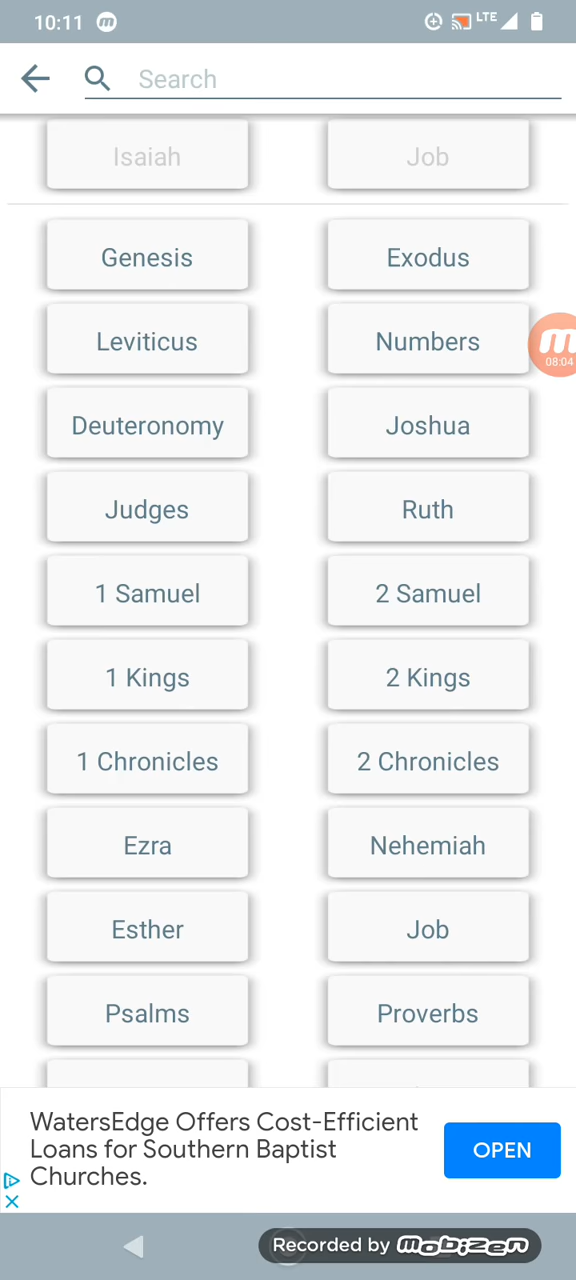 10:11 m LTE
Search
Isaiah Job
Genesis Exodus
Leviticus Numbers
08:04
Deuteronomy Joshua
Judges Ruth
1 Samuel 2 Samuel
1 Kings 2 Kings
1 Chronicles 2 Chronicles
Ezra Nehemiah
Esther Job
Psalms Proverbs
WatersEdge Offers Cost-Efficient
Loans for Southern Baptist
Churches.
OPEN
Recorded by mobizen